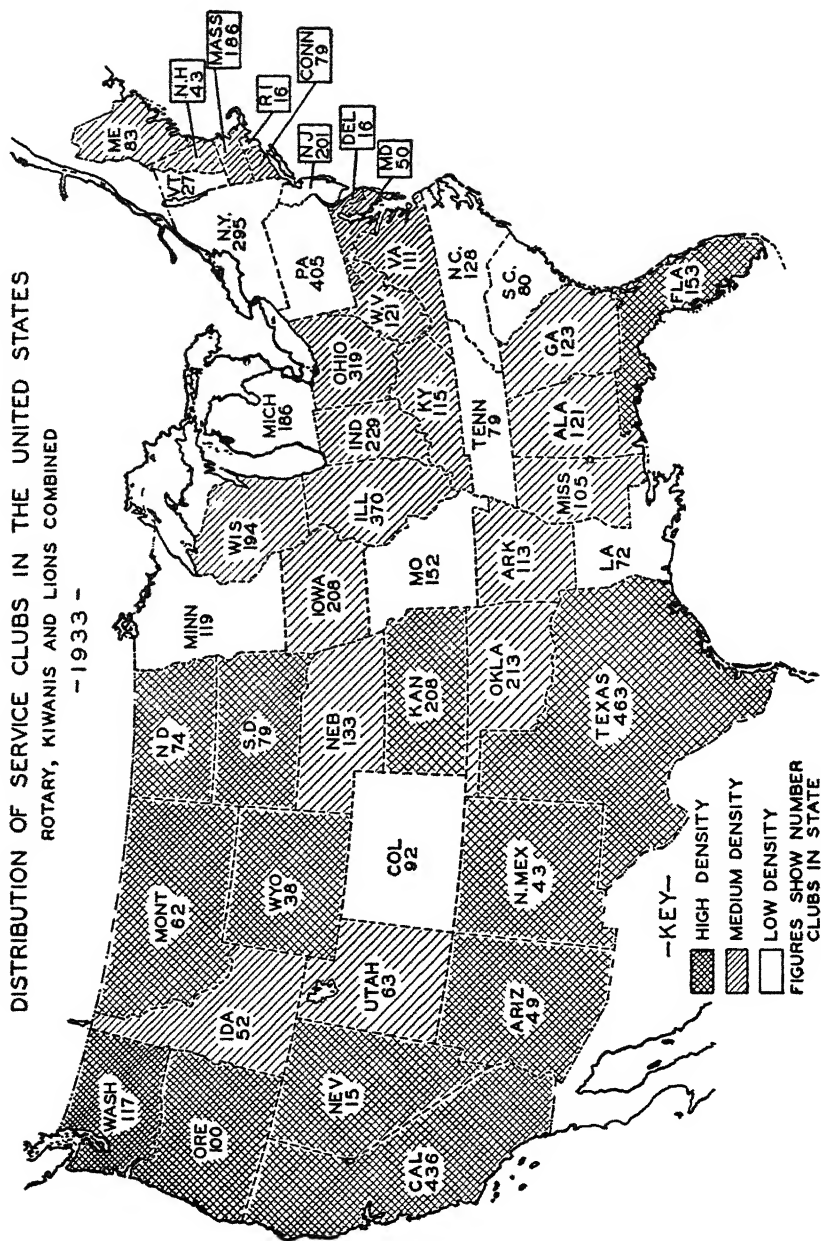 DISTRIBUTION OF SERVICE CLUBS IN THE UNITED STATES
ROTARY, KIWANIS AND LIONS COMBINED
-1933-
WASH
117
ORE
100
CAL
436
NEV
15
IDA
52
MONT
62
WYO
38
UTAH
63
ARIZ
49
COL
92
N.MEX
43
N D
74
S.D.
79
NEB
133
KAN
208
OKLA
213
TEXAS
463
MINN
119
IOWA
208
MO
152
ARK
113
LA
72
WIS
194
ILL
370
MICH
186
IND
229
OHIO
319
KY
115
TENN
79
MISS
105
ALA
121
GA
123
FLA
153
S.C.
80
N.C.
128
VA
111
W.V.
121
PA
405
N.Y.
295
VT
27
ME
83
N.H
43
MASS
186
RI
16
CONN
79
NJ
201
DEL
16
MD
50
-KEY-
HIGH DENSITY
MEDIUM DENSITY
LOW DENSITY
FIGURES SHOW NUMBER
CLUBS IN STATE